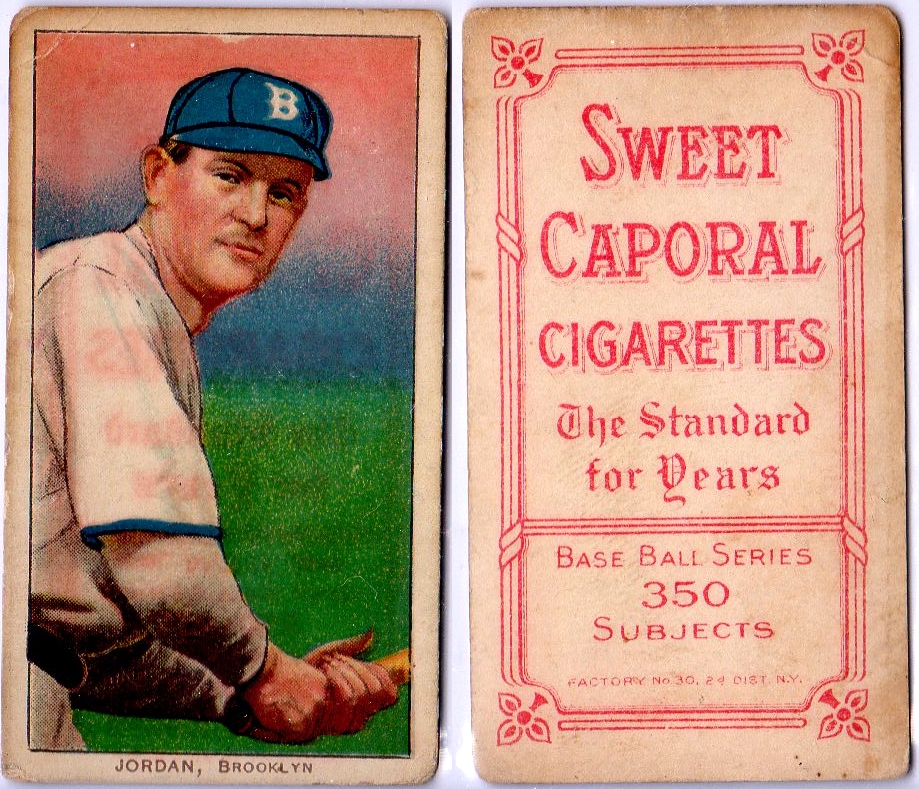 B
JORDAN, BROOKLYN
SWEET
CAPORAL
CIGARETTES
The Standard
for Years
BASE BALL SERIES
350
SUBJECTS
FACTORY No. 30, 2d DIST. N.Y.